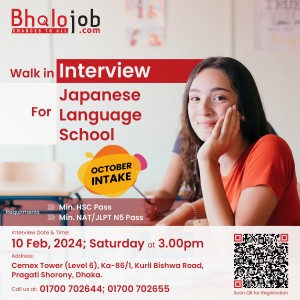 Bhalojob
CHANCES TO ALL .com
Walk in Interview
For Japanese
Language
School
OCTOBER
INTAKE
Requirments
Min. HSC Pass
Min. NAT/JLPT N5 Pass
Interview Date & Time:
10 Feb, 2024; Saturday at 3.00pm
Address:
Cemex Tower (Level 6), Ka-86/1, Kuril Bishwa Road,
Pragati Shorony, Dhaka.
Call us at: 01700 702644; 01700 702655
Scan QR for Registration